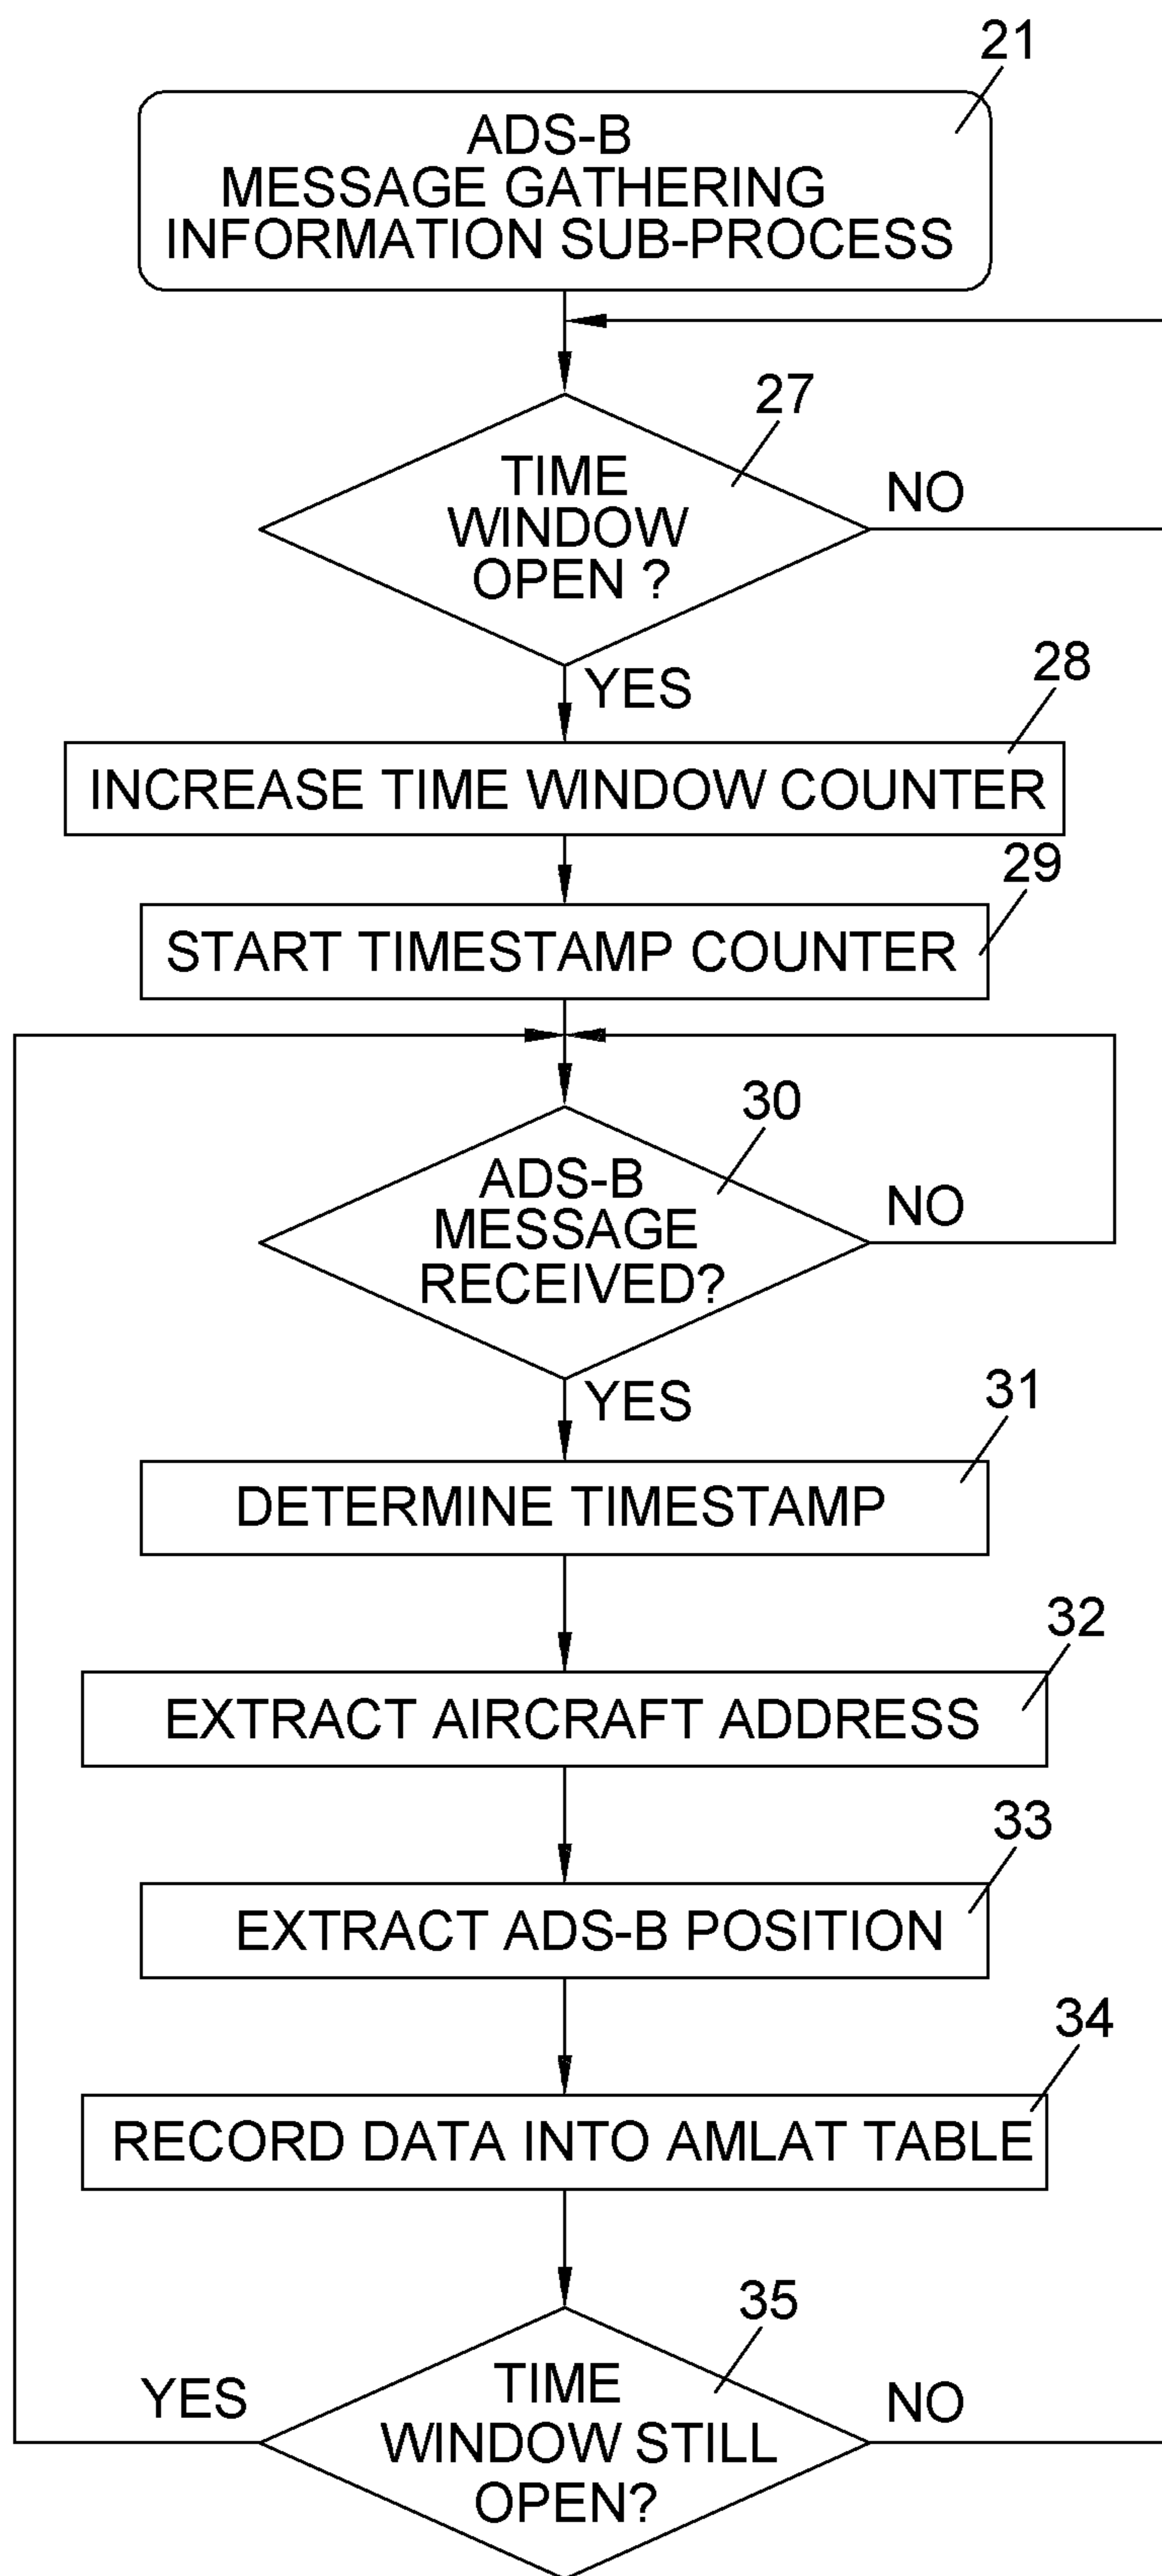 21
ADS-B
MESSAGE GATHERING
INFORMATION SUB-PROCESS
27
TIME
WINDOW
OPEN ?
NO
YES
28
INCREASE TIME WINDOW COUNTER
29
START TIMESTAMP COUNTER
30
ADS-B
MESSAGE
RECEIVED?
NO
YES
31
DETERMINE TIMESTAMP
32
EXTRACT AIRCRAFT ADDRESS
33
EXTRACT ADS-B POSITION
34
RECORD DATA INTO AMLAT TABLE
35
YES
TIME
WINDOW STILL
OPEN?
NO